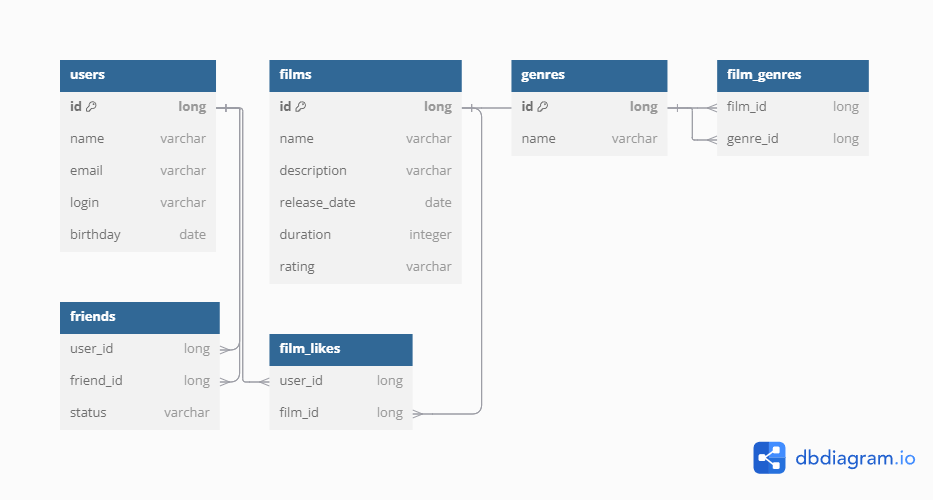 users
id long
name varchar
email varchar
login varchar
birthday date
films
id long
name varchar
description varchar
release_date date
duration integer
rating varchar
genres
id long
name varchar
film_genres
film_id long
genre_id long
friends
user_id long
friend_id long
status varchar
film_likes
user_id long
film_id long
dbdiagram.io